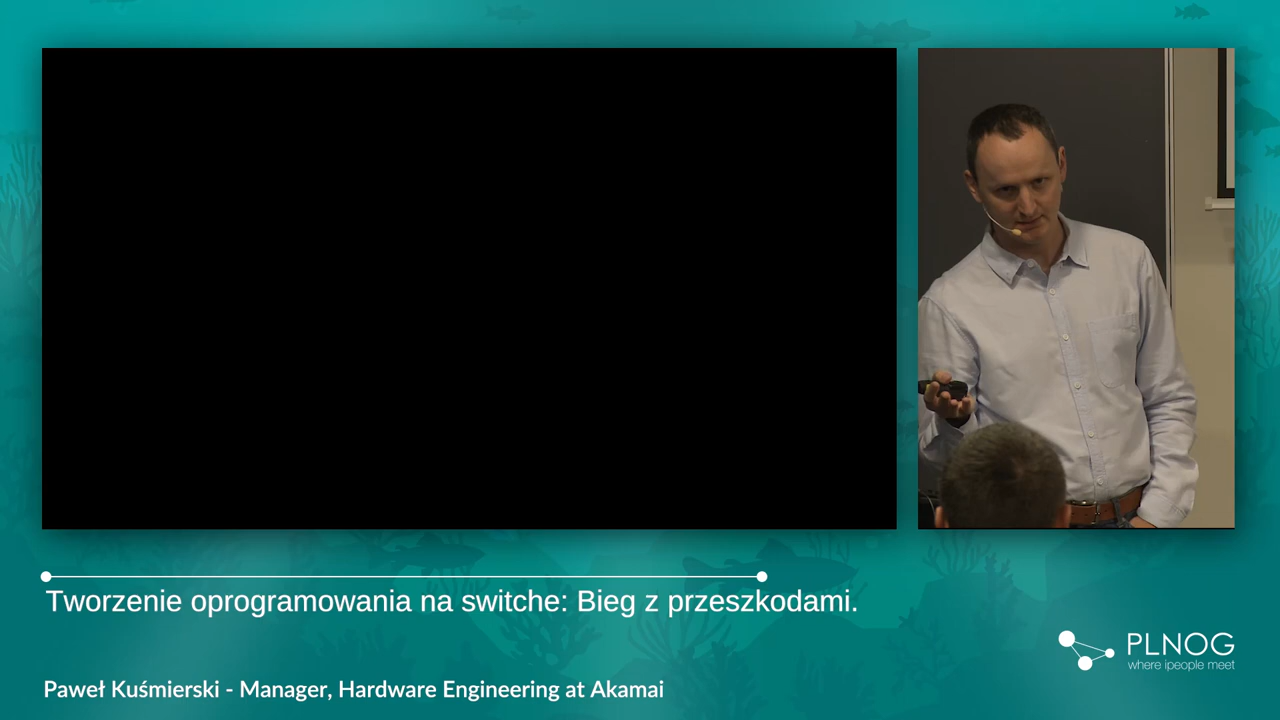 Tworzenie oprogramowania na switche: Bieg z przeszkodami.
PLNOG
where ipeople meet
Paweł Kuśmierski - Manager, Hardware Engineering at Akamai